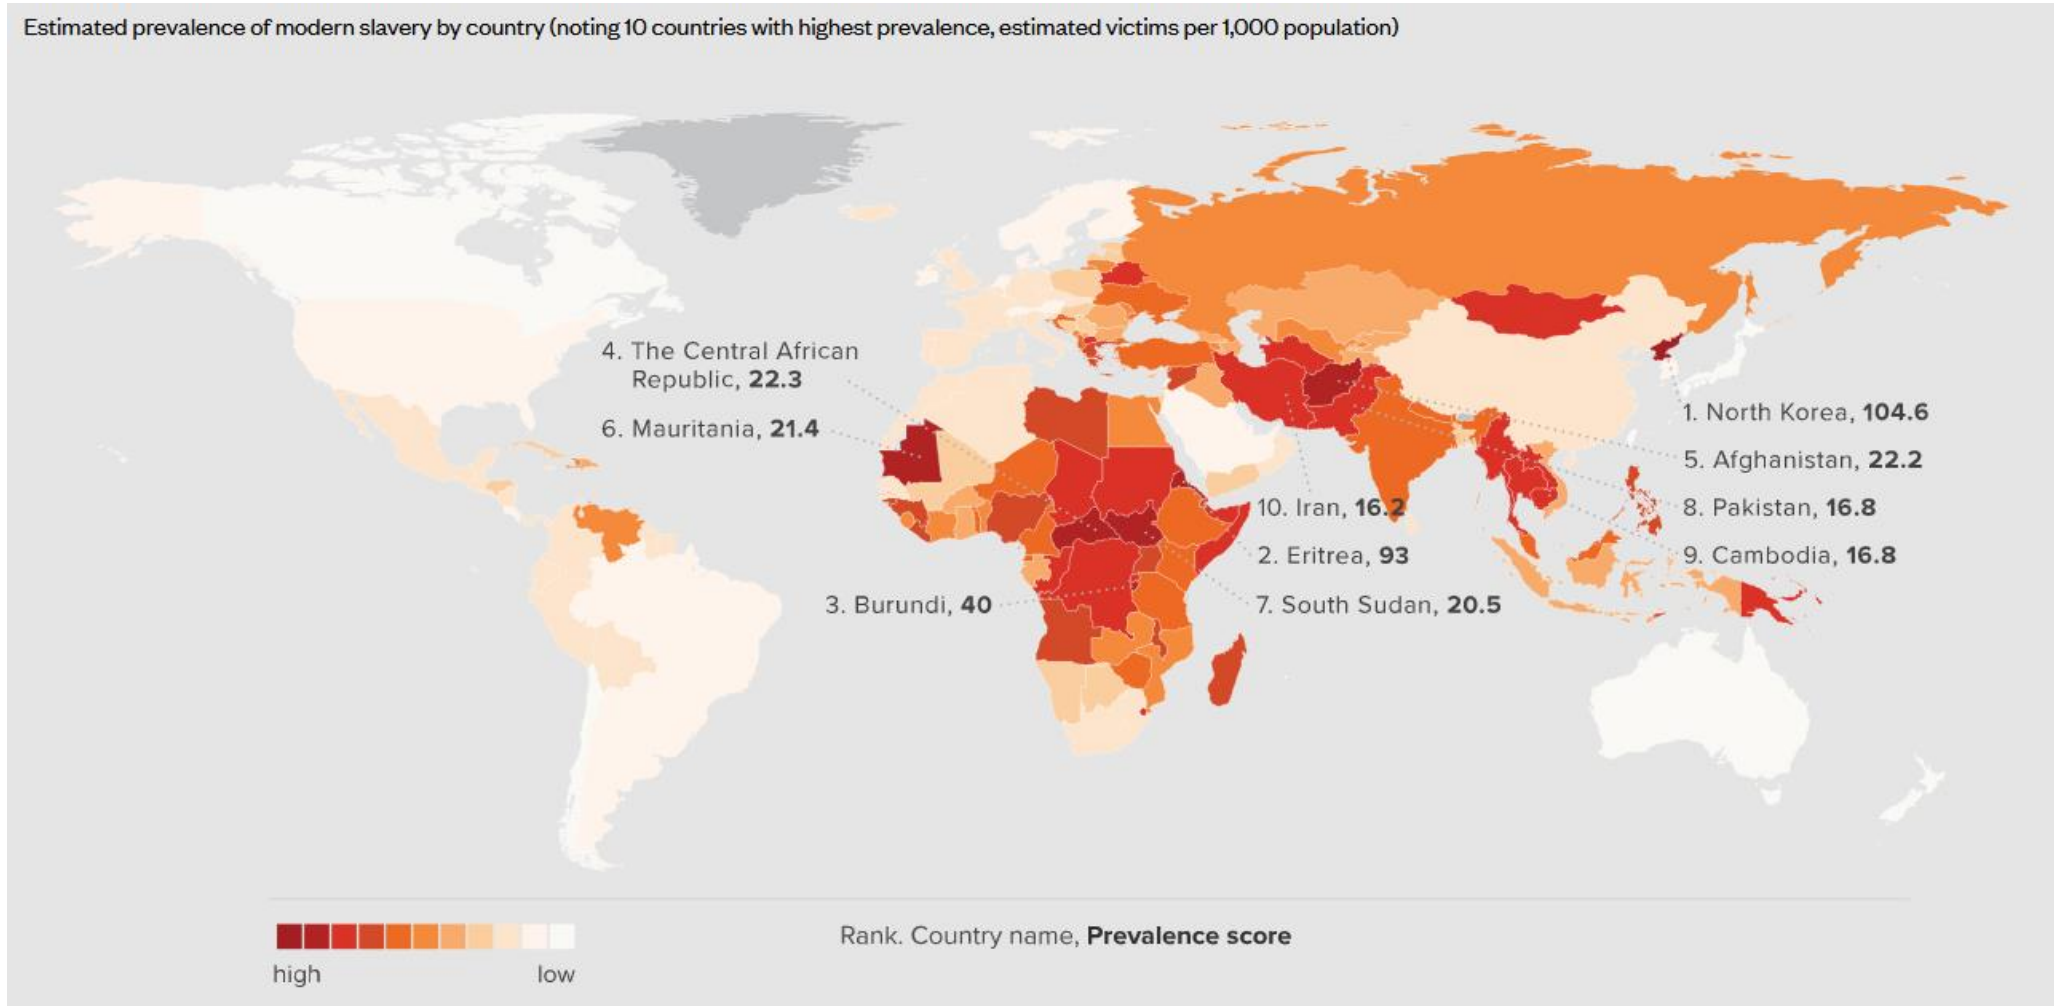 Estimated prevalence of modern slavery by country (noting 10 countries with highest prevalence, estimated victims per 1,000 population)
4. The Central African
Republic, 22.3
6. Mauritania, 21.4
3. Burundi, 40
10. Iran, 16.2
2. Eritrea, 93
7. South Sudan, 20.5
1. North Korea, 104.6
5. Afghanistan, 22.2
8. Pakistan, 16.8
9. Cambodia, 16.8
high
low
Rank. Country name, Prevalence score